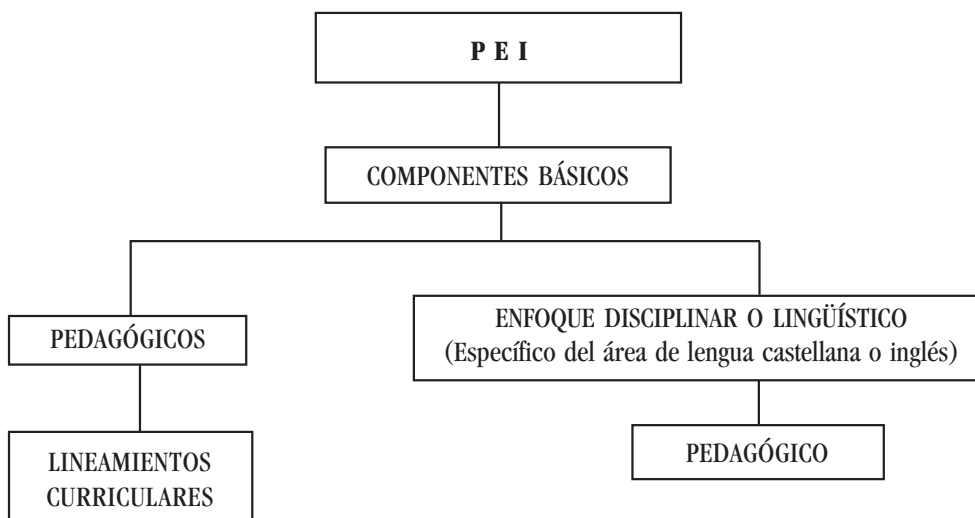 P E I
COMPONENTES BÁSICOS
PEDAGÓGICOS
ENFOQUE DISCIPLINAR O LINGÜÍSTICO
(Específico del área de lengua castellana o inglés)
LINEAMIENTOS
CURRICULARES
PEDAGÓGICO